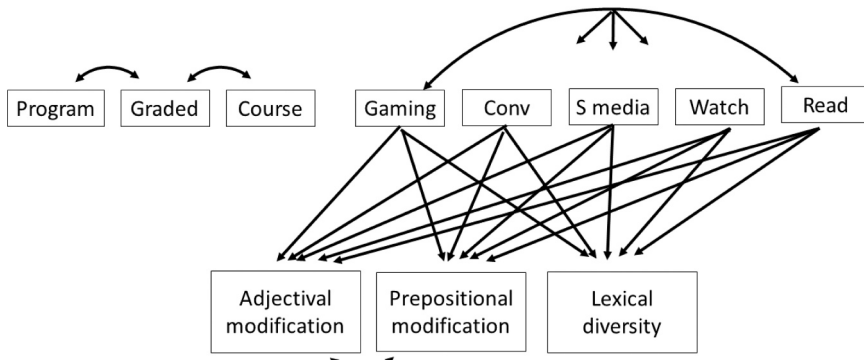 Program
Graded
Course
Gaming
Conv
S media
Watch
Read
Adjectival
modification
Prepositional
modification
Lexical
diversity